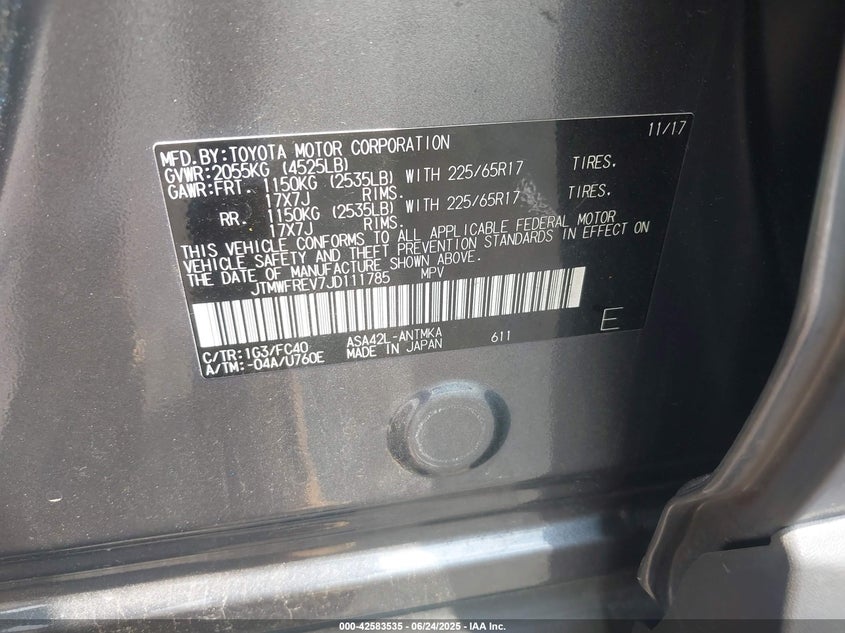 11/17
MFD.BY:TOYOTA MOTOR CORPORATION
GVWR:2055KG (4525LB)
GAWR:FRT. 1150KG (2535LB) WITH 225/65R17 TIRES.
17X7J RIMS.
RR. 1150KG (2535LB) WITH 225/65R17 TIRES.
17X7J RIMS.
THIS VEHICLE CONFORMS TO ALL APPLICABLE FEDERAL MOTOR
VEHICLE SAFETY AND THEFT PREVENTION STANDARDS IN EFFECT ON
THE DATE OF MANUFACTURE SHOWN ABOVE.
JTMWFREV7JD111785 MPV
C/TR:1G3/FC40 ASA42L-ANTMKA 611
A/TM:-04A/U760E MADE IN JAPAN
E
000-42583535 - 06/24/2025 - IAA Inc.